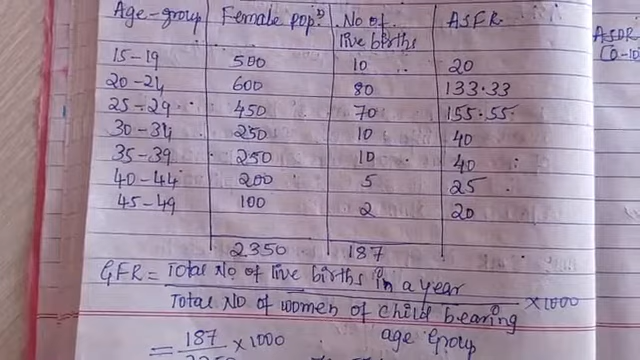 Age-group Female popⁿ No of live births ASFR
15-19 500 10 20
20-24 600 80 133.33
25-29 450 70 155.55
30-34 250 10 40
35-39 250 10 40
40-44 200 5 25
45-49 100 2 20
2350 187
GFR = Total No of live births in a year
Total NO of women of child bearing age group × 1000
= 187 × 1000
ASDR
(0-10